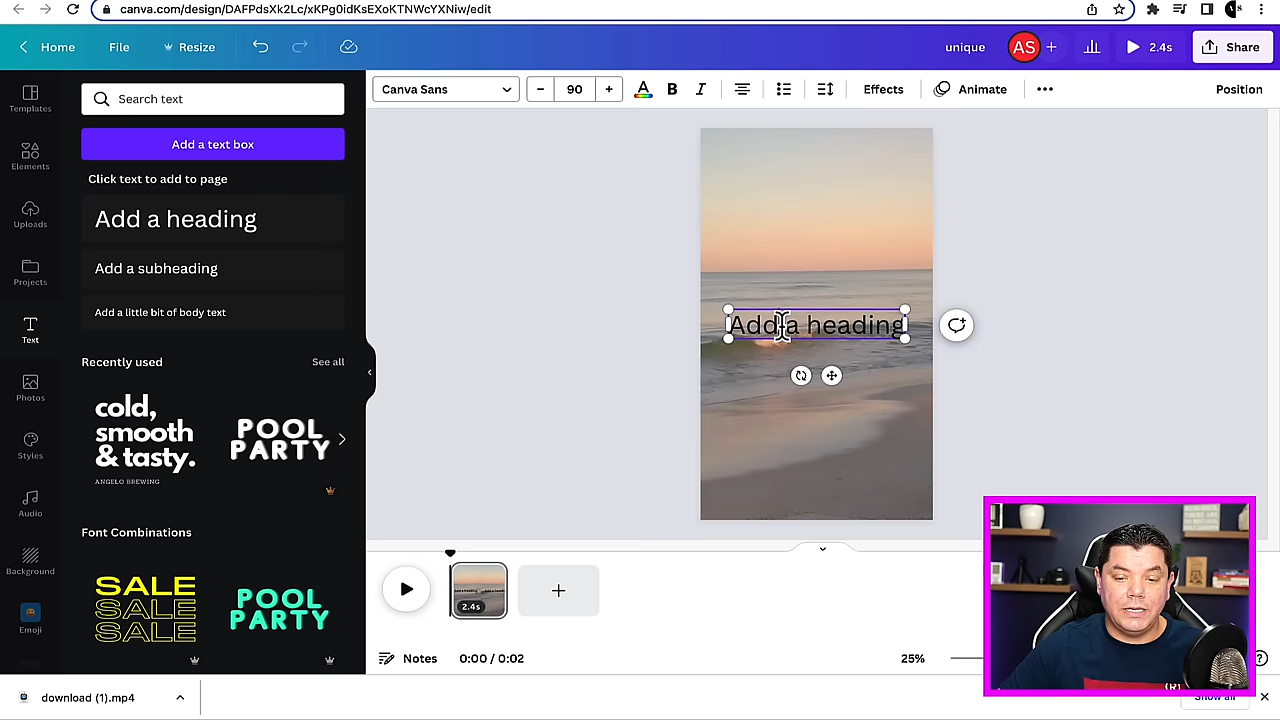 canva.com/design/DAFPdsXk2Lc/xKPg0idKsEXoKTNWcYXNiw/edit
Home
File
Resize
unique
AS
2.4s
Share
Templates
Elements
Uploads
Projects
Text
Photos
Styles
Audio
Background
Emoji
Search text
Add a text box
Click text to add to page
Add a heading
Add a subheading
Add a little bit of body text
Recently used
See all
cold,
smooth
& tasty.
ANGELO BREWING
POOL
PARTY
Font Combinations
SALE
SALE
SALE
POOL
PARTY
Canva Sans
90
A
B
I
Effects
Animate
Position
Add a heading
2.4s
Notes
0:00 / 0:02
25%
download (1).mp4
Show all